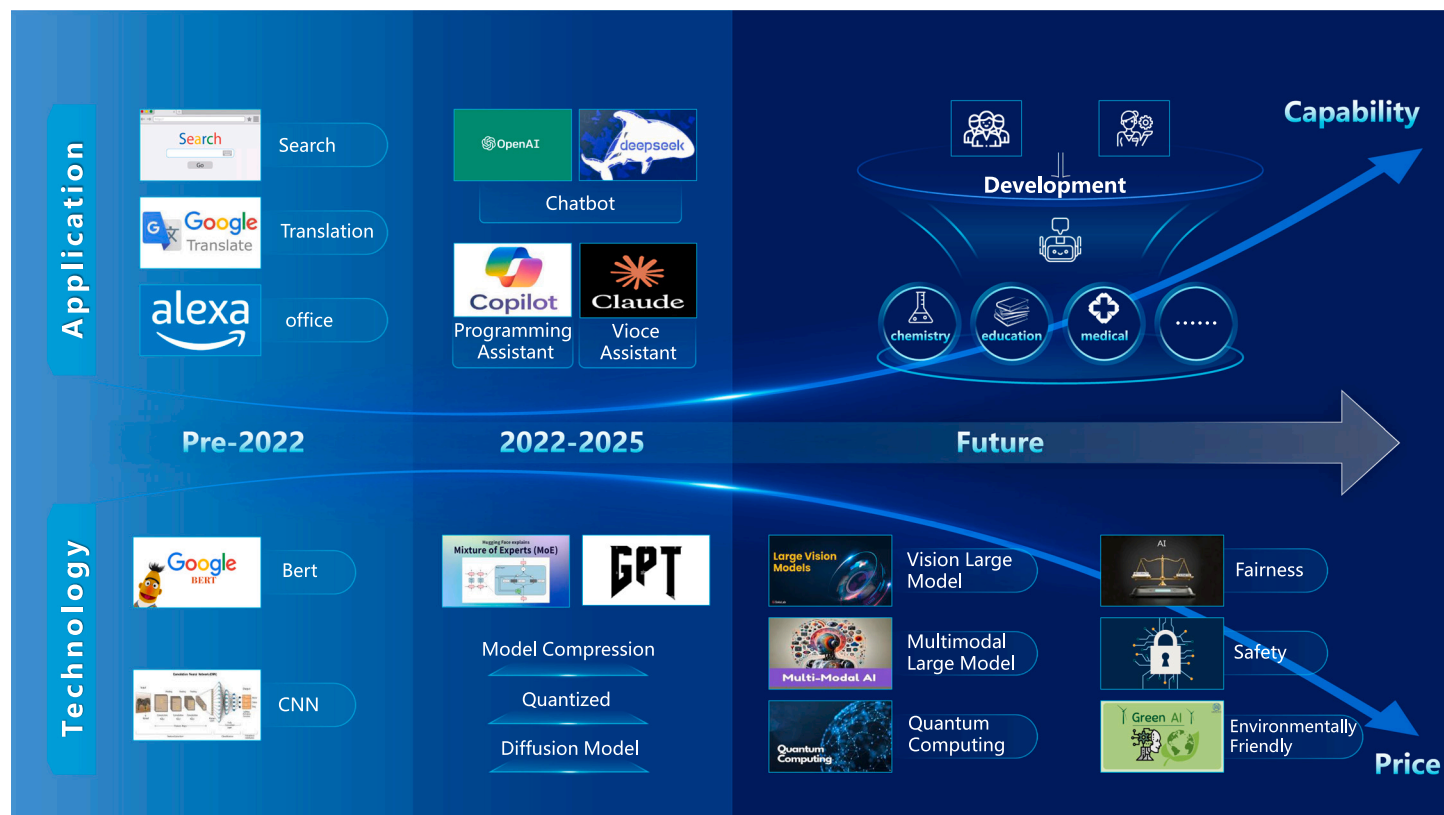 Application
Search
Go
Search
Google
Translate
Translation
alexa
office
OpenAI
deepseek
Chatbot
Copilot
Claude
Programming
Assistant
Vioce
Assistant
Capability
Development
chemistry
education
medical
......
Pre-2022
2022-2025
Future
Technology
Google
BERT
Bert
CNN
Hugging Face explains
Mixture of Experts (MoE)
GPT
Model Compression
Quantized
Diffusion Model
Large Vision
Models
Vision Large
Model
Multi-Modal AI
Multimodal
Large Model
Quantum
Computing
Quantum
Computing
AI
Fairness
Safety
Green AI
Environmentally
Friendly
Price